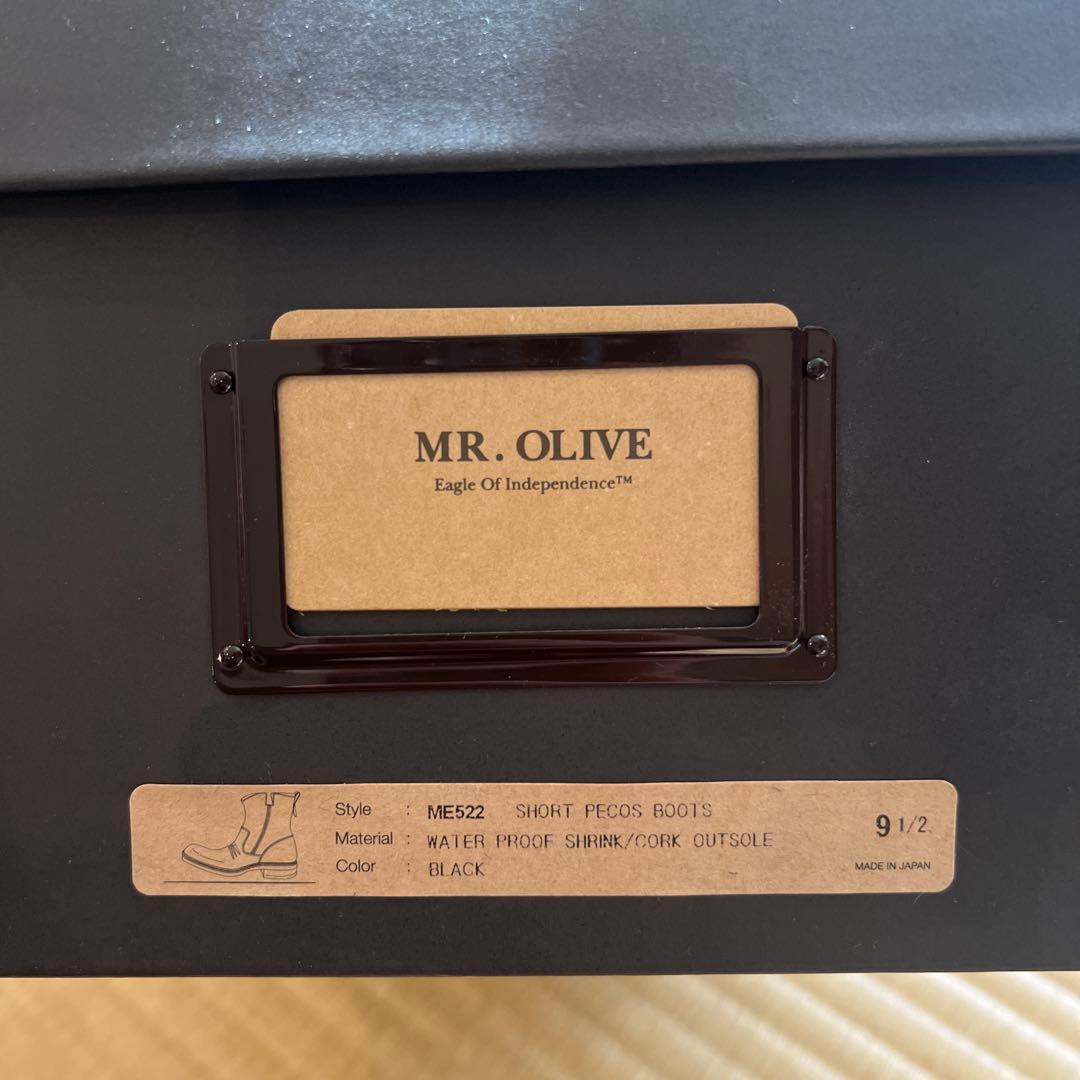 MR. OLIVE
Eagle Of Independence™
Style : ME522 SHORT PECOS BOOTS
Material : WATER PROOF SHRINK/CORK OUTSOLE
Color : BLACK
9 1/2
MADE IN JAPAN